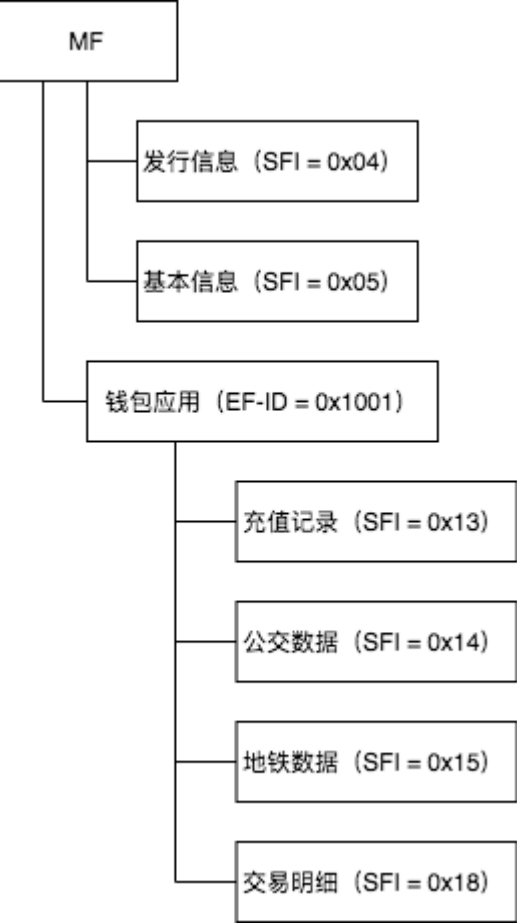 MF
发行信息（SFI = 0x04）
基本信息（SFI = 0x05）
钱包应用（EF-ID = 0x1001）
充值记录（SFI = 0x13）
公交数据（SFI = 0x14）
地铁数据（SFI = 0x15）
交易明细（SFI = 0x18）